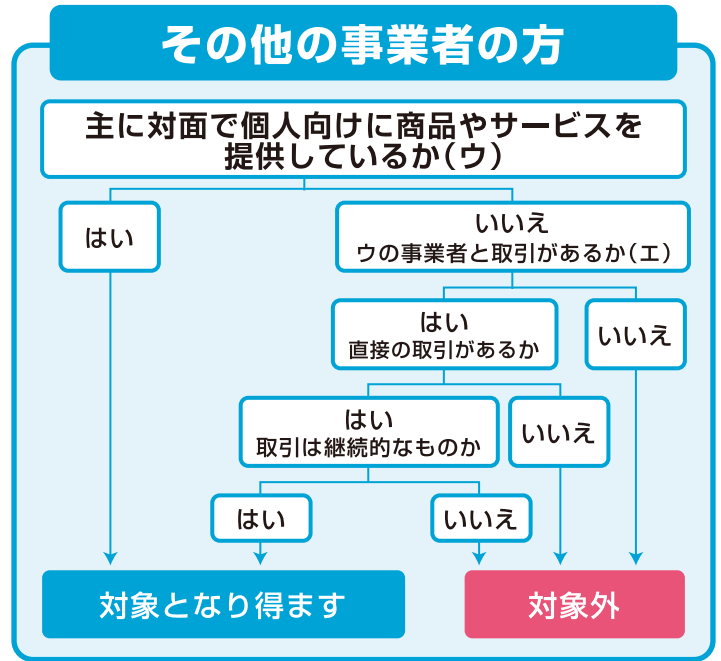 その他の事業者の方
主に対面で個人向けに商品やサービスを
提供しているか（ウ）
はい
いいえ
ウの事業者と取引があるか（エ）
はい
直接の取引があるか
いいえ
はい
取引は継続的なものか
いいえ
はい
いいえ
対象となり得ます
対象外